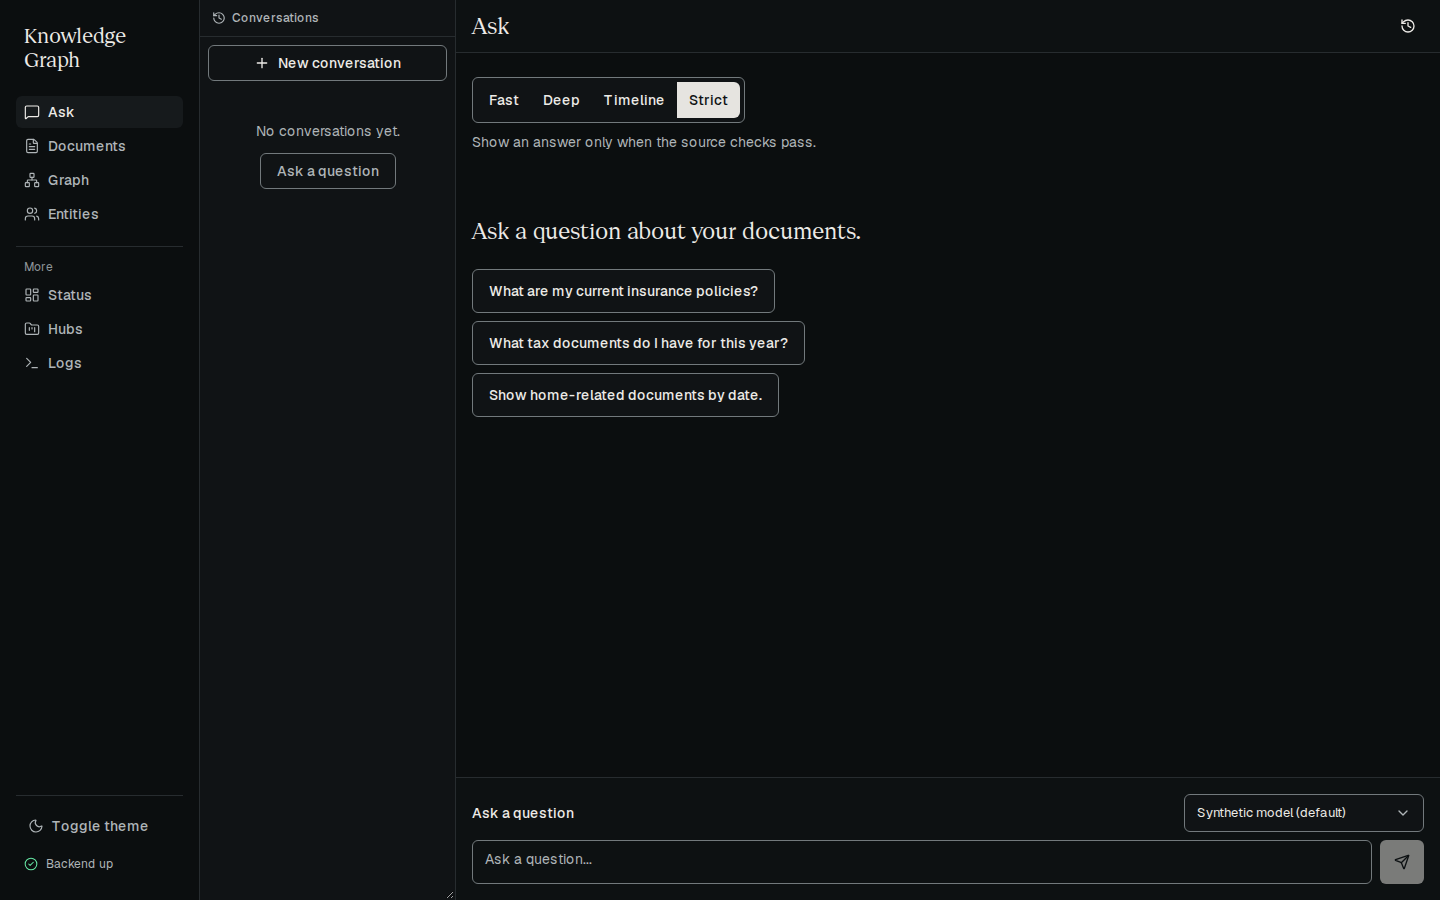 Knowledge
Graph
Ask
Documents
Graph
Entities
More
Status
Hubs
Logs
Toggle theme
Backend up
Conversations
New conversation
No conversations yet.
Ask a question
Ask
Fast
Deep
Timeline
Strict
Show an answer only when the source checks pass.
Ask a question about your documents.
What are my current insurance policies?
What tax documents do I have for this year?
Show home-related documents by date.
Ask a question
Synthetic model (default)
Ask a question...